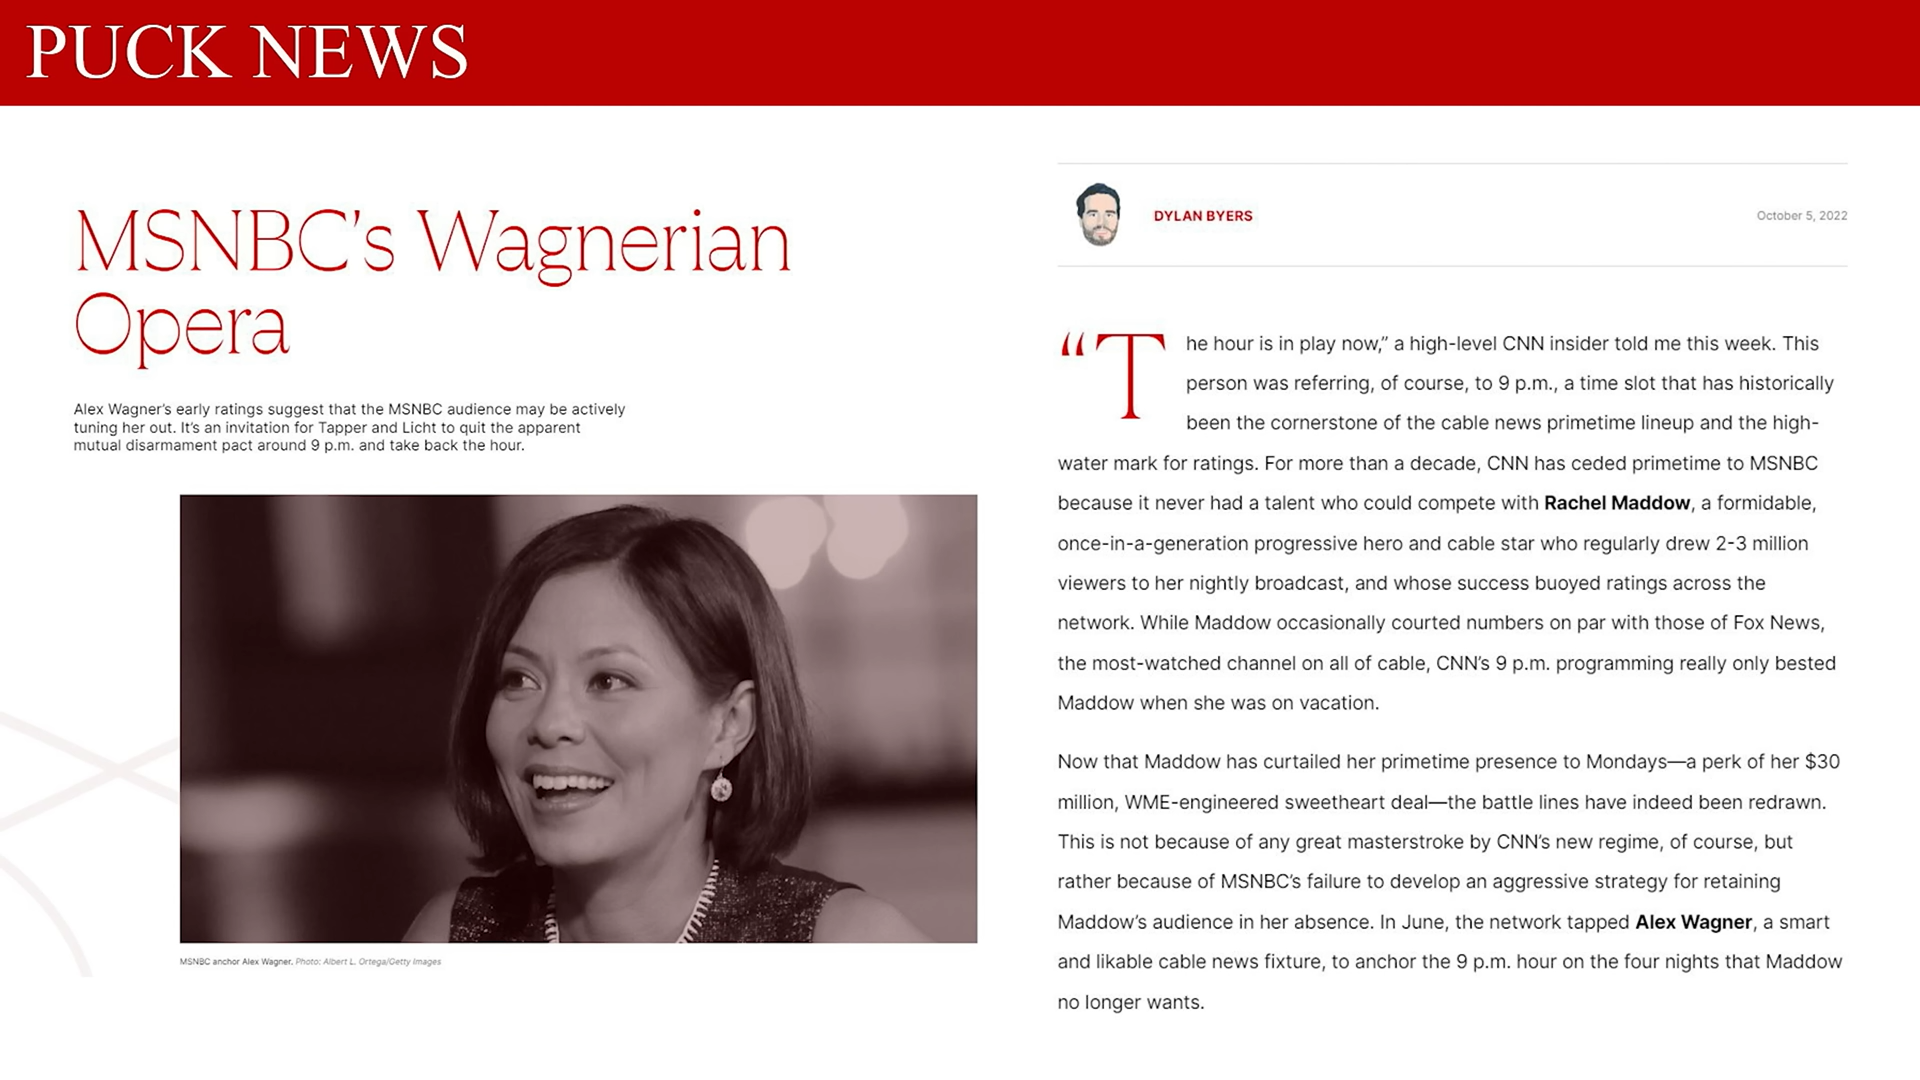 PUCK NEWS
MSNBC’s Wagnerian
Opera
Alex Wagner’s early ratings suggest that the MSNBC audience may be actively
tuning her out. It’s an invitation for Tapper and Licht to quit the apparent
mutual disarmament pact around 9 p.m. and take back the hour.
MSNBC anchor Alex Wagner. Photo: Albert L. Ortega/Getty Images
DYLAN BYERS
October 5, 2022
“The hour is in play now,” a high-level CNN insider told me this week. This
person was referring, of course, to 9 p.m., a time slot that has historically
been the cornerstone of the cable news primetime lineup and the high-
water mark for ratings. For more than a decade, CNN has ceded primetime to MSNBC
because it never had a talent who could compete with Rachel Maddow, a formidable,
once-in-a-generation progressive hero and cable star who regularly drew 2-3 million
viewers to her nightly broadcast, and whose success buoyed ratings across the
network. While Maddow occasionally courted numbers on par with those of Fox News,
the most-watched channel on all of cable, CNN’s 9 p.m. programming really only bested
Maddow when she was on vacation.
Now that Maddow has curtailed her primetime presence to Mondays—a perk of her $30
million, WME-engineered sweetheart deal—the battle lines have indeed been redrawn.
This is not because of any great masterstroke by CNN’s new regime, of course, but
rather because of MSNBC’s failure to develop an aggressive strategy for retaining
Maddow’s audience in her absence. In June, the network tapped Alex Wagner, a smart
and likable cable news fixture, to anchor the 9 p.m. hour on the four nights that Maddow
no longer wants.